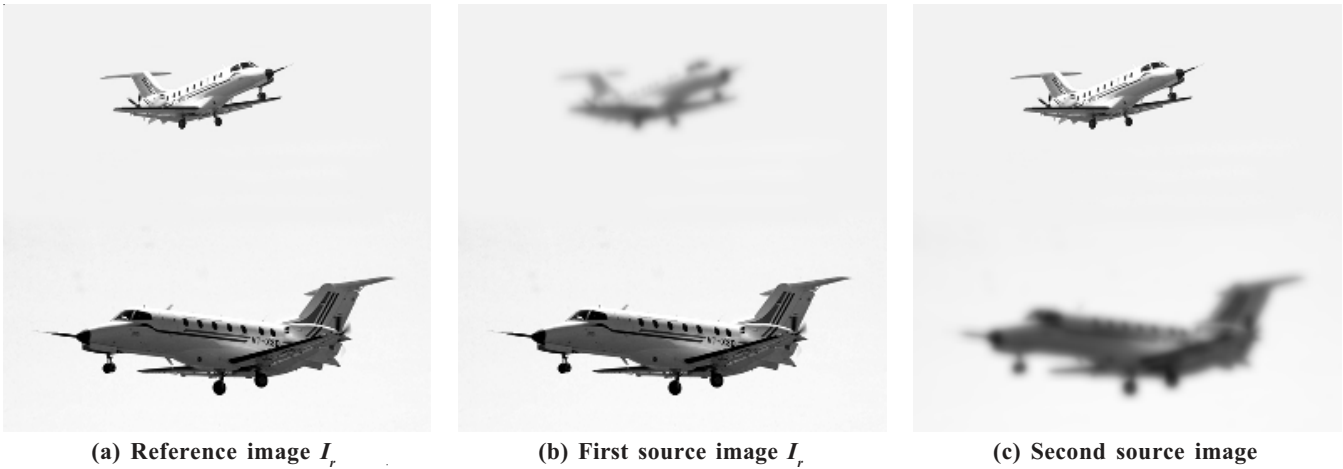 (a) Reference image I_r
(b) First source image I_r
(c) Second source image